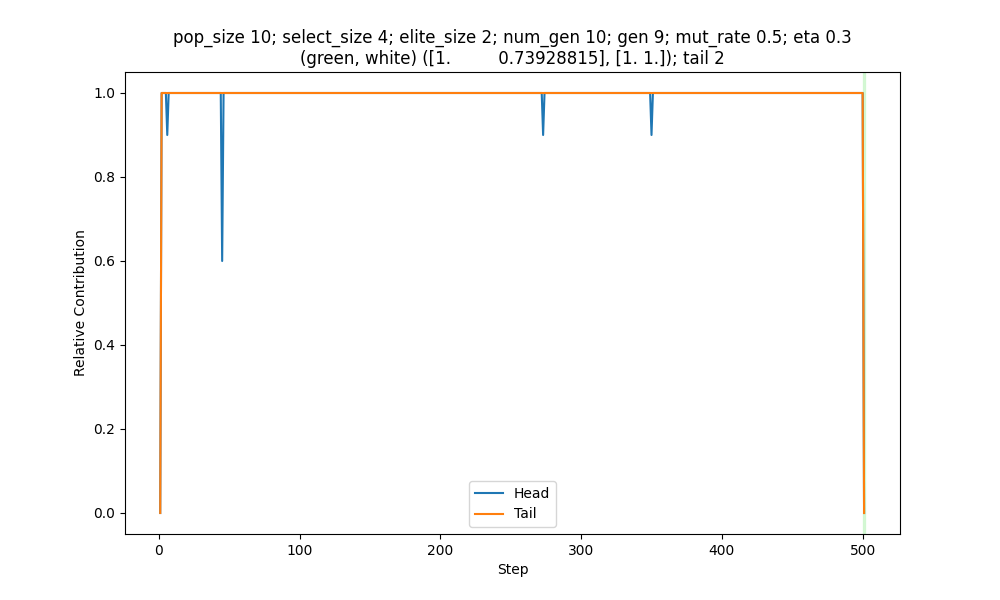 pop_size 10; select_size 4; elite_size 2; num_gen 10; gen 9; mut_rate 0.5; eta 0.3
(green, white) ([1.         0.73928815], [1. 1.]); tail 2
1.0
0.8
0.6
0.4
0.2
0.0
Relative Contribution
Head
Tail
0
100
200
300
400
500
Step